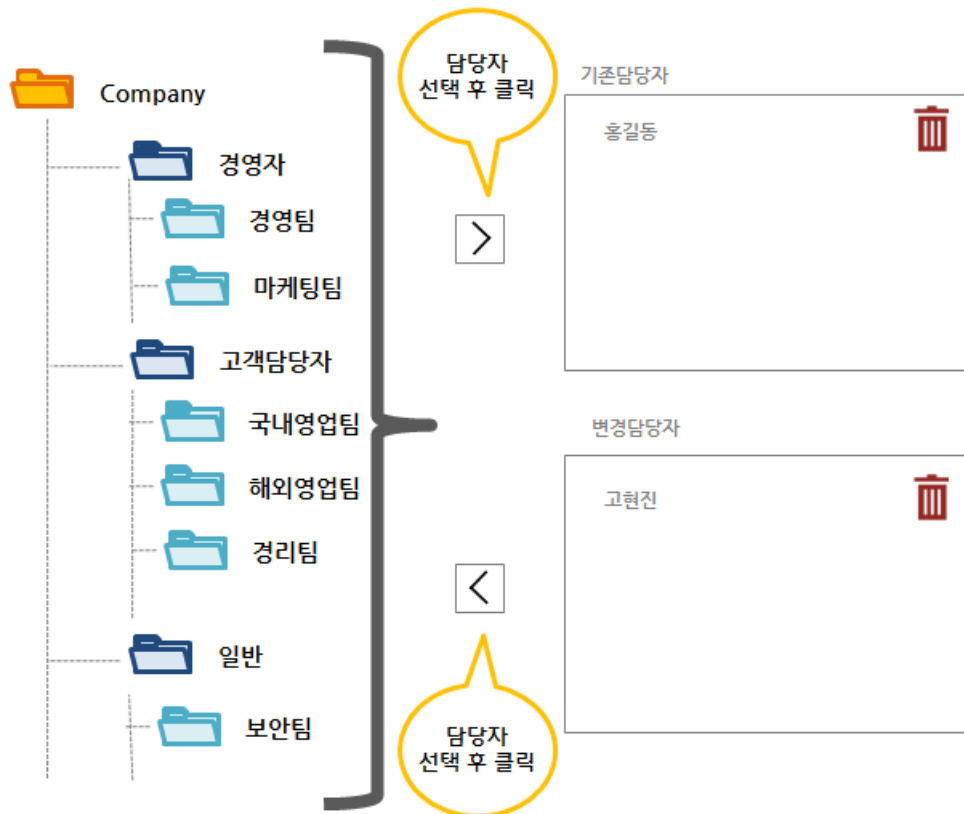 Company
경영자
경영팀
마케팅팀
고객담당자
국내영업팀
해외영업팀
경리팀
일반
보안팀
담당자
선택 후 클릭
>
<
담당자
선택 후 클릭
기존담당자
홍길동
변경담당자
고현진